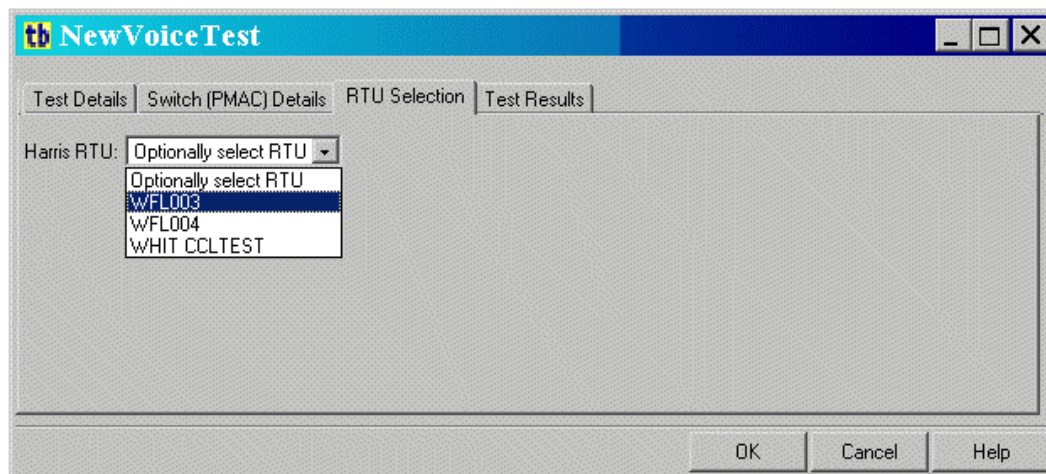 tb NewVoiceTest
Test Details Switch (PMAC) Details RTU Selection Test Results
Harris RTU: Optionally select RTU
Optionally select RTU
WFL003
WFL004
WHIT CCLTEST
OK Cancel Help